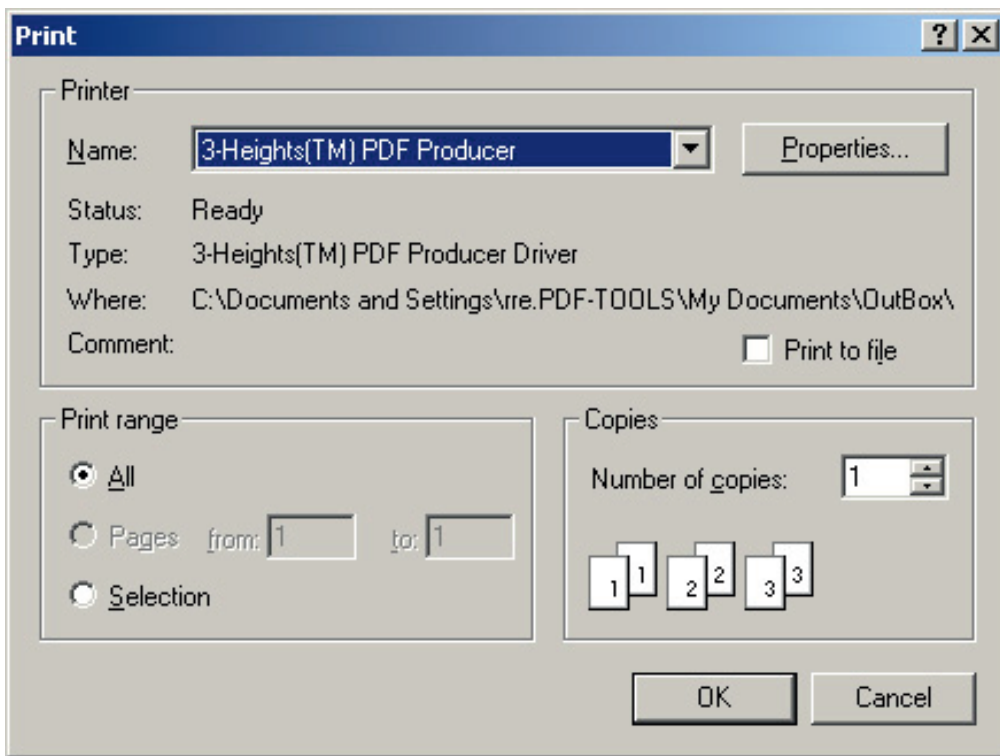 Print
Printer
Name: 3-Heights(TM) PDF Producer Properties...
Status: Ready
Type: 3-Heights(TM) PDF Producer Driver
Where: C:\Documents and Settings\rre.PDF-TOOLS\My Documents\OutBox\
Comment: Print to file
Print range
All
Pages from: 1 to: 1
Selection
Copies
Number of copies: 1
1 1 2 2 3 3
OK Cancel